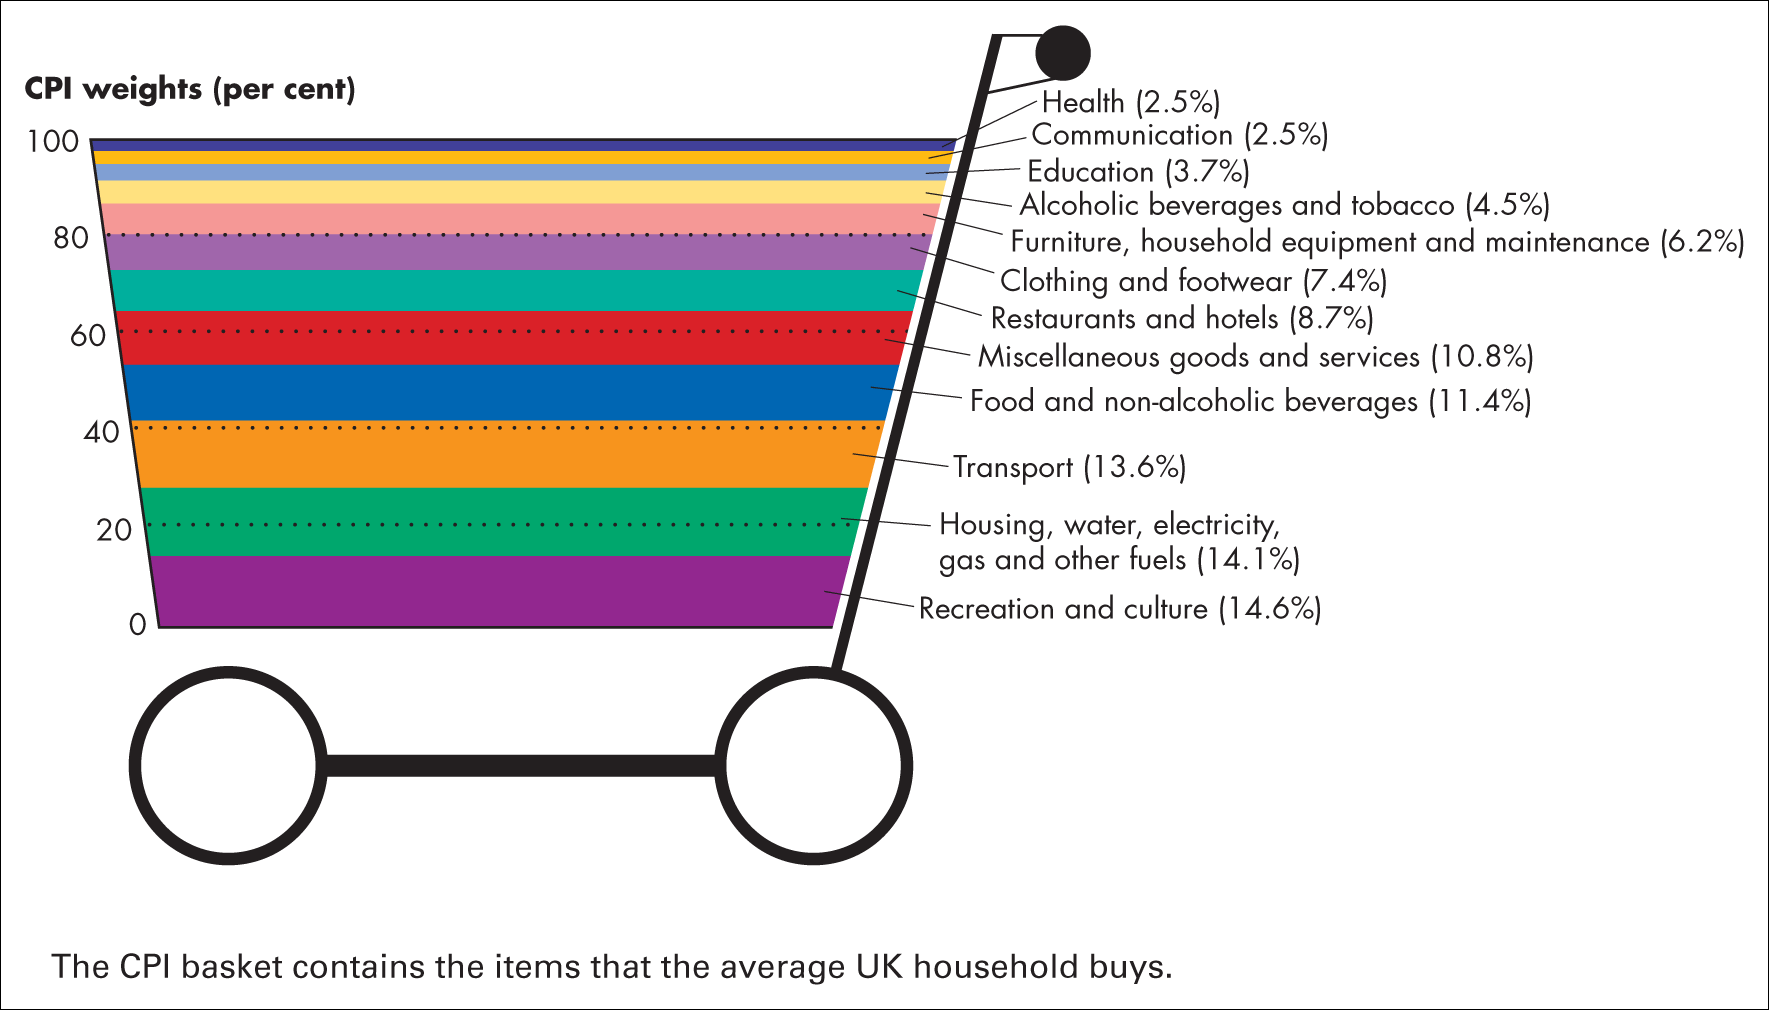 CPI weights (per cent)
100
80
60
40
20
0
Health (2.5%)
Communication (2.5%)
Education (3.7%)
Alcoholic beverages and tobacco (4.5%)
Furniture, household equipment and maintenance (6.2%)
Clothing and footwear (7.4%)
Restaurants and hotels (8.7%)
Miscellaneous goods and services (10.8%)
Food and non-alcoholic beverages (11.4%)
Transport (13.6%)
Housing, water, electricity,
gas and other fuels (14.1%)
Recreation and culture (14.6%)
The CPI basket contains the items that the average UK household buys.